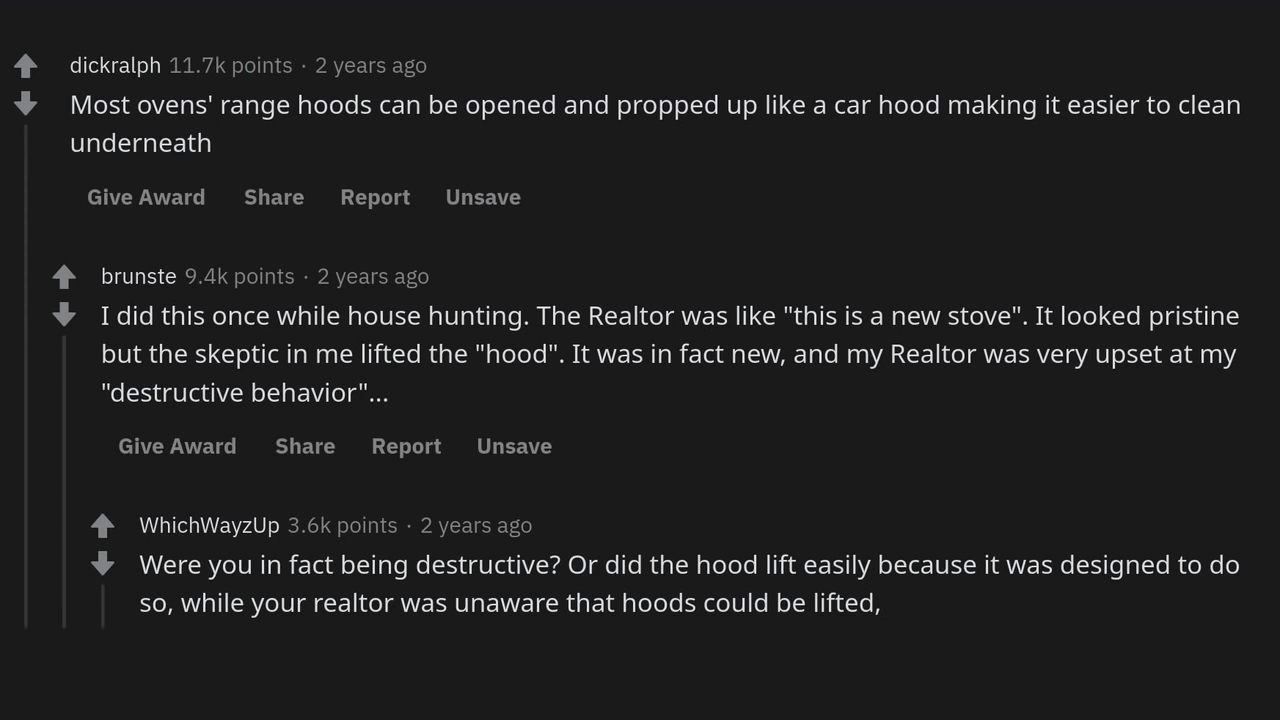 dickralph 11.7k points · 2 years ago
Most ovens' range hoods can be opened and propped up like a car hood making it easier to clean
underneath
Give Award Share Report Unsave
brunste 9.4k points · 2 years ago
I did this once while house hunting. The Realtor was like "this is a new stove". It looked pristine
but the skeptic in me lifted the "hood". It was in fact new, and my Realtor was very upset at my
"destructive behavior"...
Give Award Share Report Unsave
WhichWayzUp 3.6k points · 2 years ago
Were you in fact being destructive? Or did the hood lift easily because it was designed to do
so, while your realtor was unaware that hoods could be lifted,